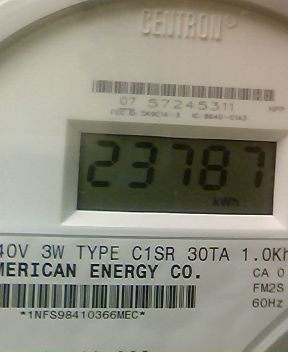 CENTRON®
07 57245311
23787
kWh
40V 3W TYPE C1SR 30TA 1.0Kh
MERICAN ENERGY CO.
CA 0
FM2S
60Hz
*1NFS98410366MEC*